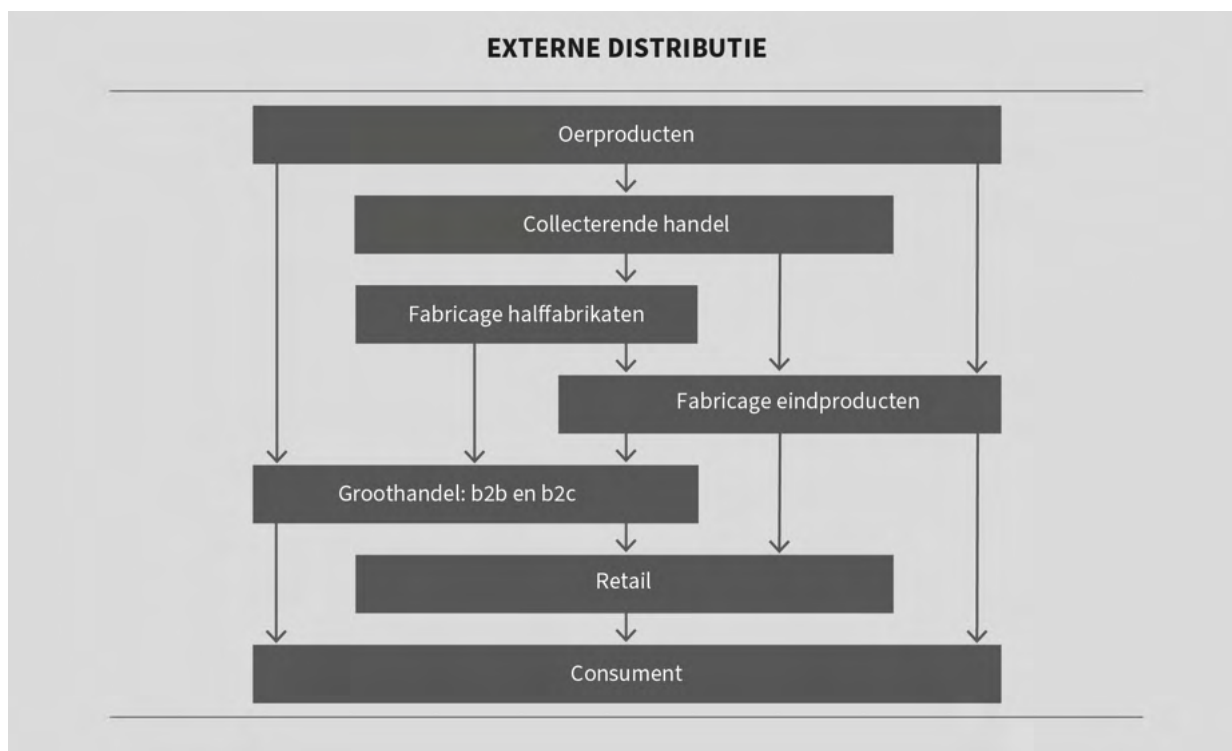 EXTERNE DISTRIBUTIE
Oerproducten
Collecterende handel
Fabricage halffabrikaten
Fabricage eindproducten
Groothandel: b2b en b2c
Retail
Consument